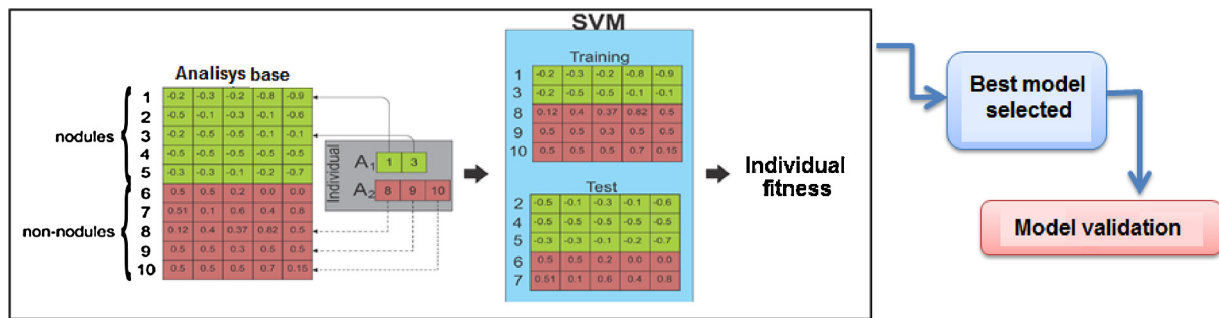 Analisys base
nodules
non-nodules
1 -0.2 -0.3 -0.2 -0.8 -0.9
2 -0.5 -0.1 -0.3 -0.1 -0.6
3 -0.2 -0.5 -0.5 -0.1 0.1
4 -0.5 -0.5 -0.5 -0.5 -0.5
5 -0.3 -0.3 -0.1 -0.2 -0.7
6 0.5 0.5 0.2 0.0 0.0
7 0.51 0.1 0.6 0.4 0.8
8 0.12 0.4 0.37 0.82 0.5
9 0.5 0.5 0.3 0.5 0.5
10 0.5 0.5 0.5 0.7 0.15
Individual
A1 1 3
A2 8 9 10
SVM
Training
1 -0.2 -0.3 -0.2 -0.8 -0.9
3 -0.2 -0.5 -0.5 -0.1 -0.1
8 0.12 0.4 0.37 0.82 0.5
9 0.5 0.5 0.3 0.5 0.5
10 0.5 0.5 0.5 0.7 0.15
Test
2 -0.5 -0.1 -0.3 -0.1 -0.6
4 -0.5 -0.5 -0.5 -0.5 -0.5
5 -0.3 -0.3 -0.1 -0.2 -0.7
6 0.5 0.5 0.2 0.0 0.0
7 0.51 0.1 0.6 0.4 0.8
Individual
fitness
Best model
selected
Model validation